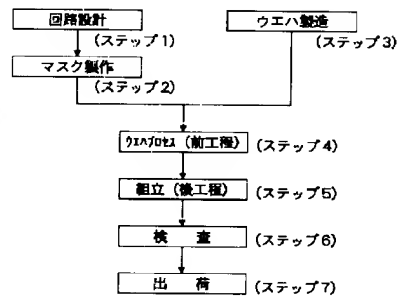 回路設計
(ステップ1)
ウエハ製造
(ステップ3)
マスク製作
(ステップ2)
ｳｴﾊﾌﾟﾛｾｽ (前工程)
(ステップ4)
組立 (後工程)
(ステップ5)
検　査
(ステップ6)
出　荷
(ステップ7)